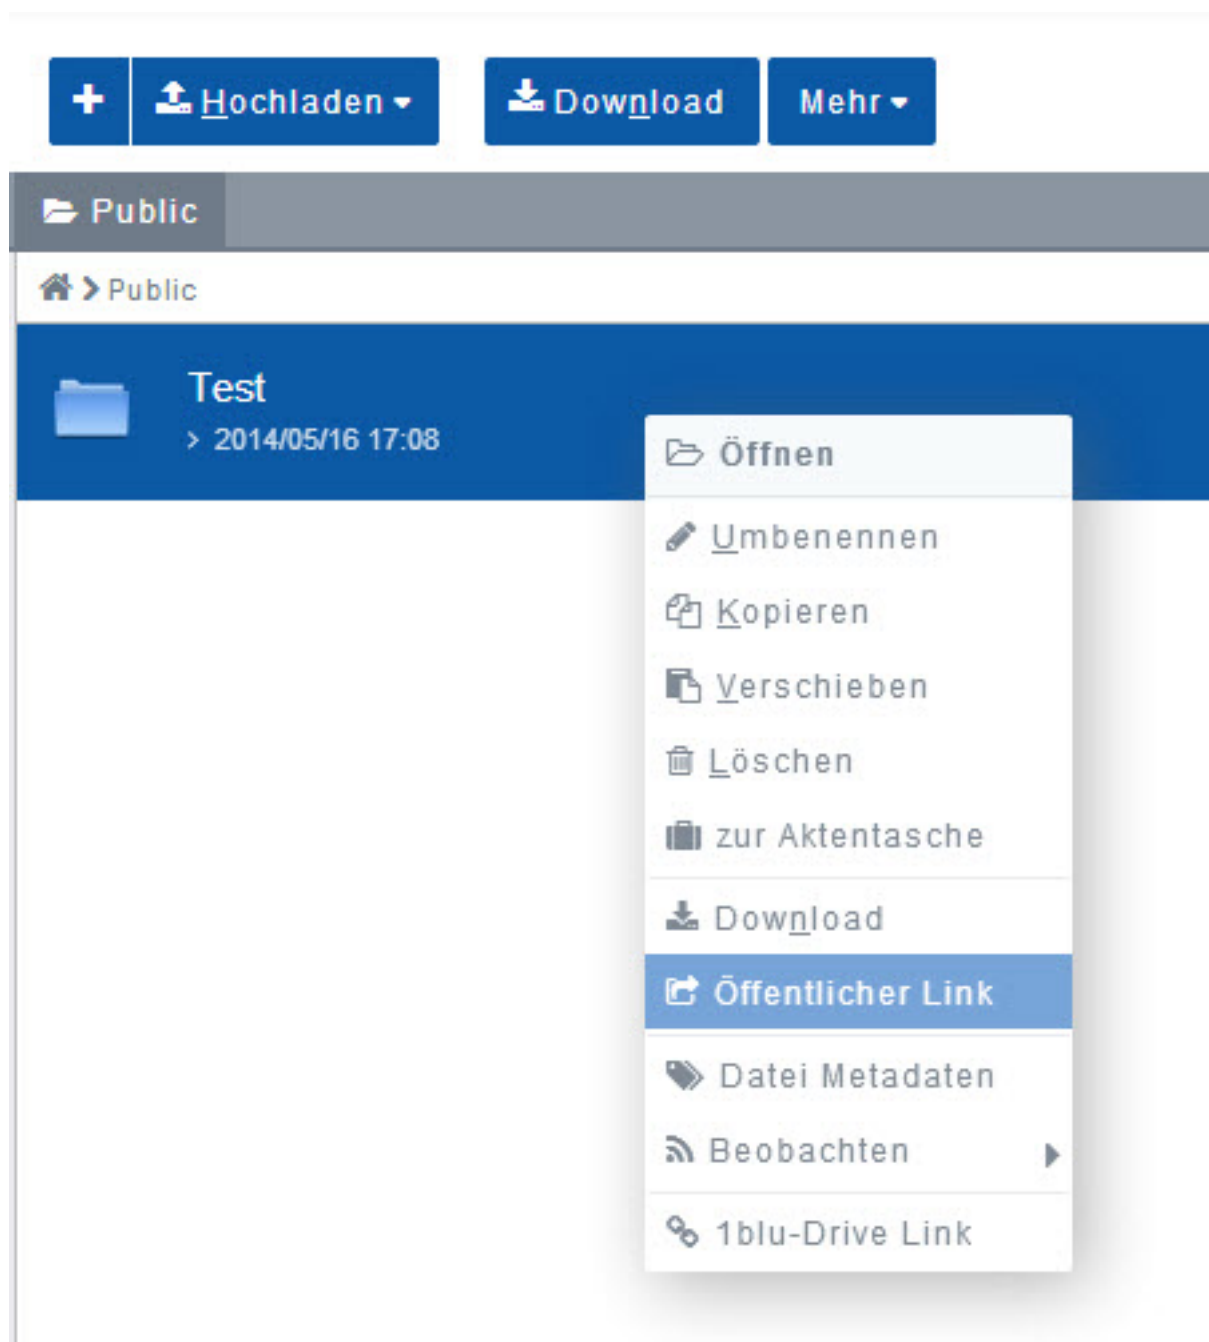 Hochladen
Download
Mehr
Public
Public
Test
> 2014/05/16 17:08
Öffnen
Umbenennen
Kopieren
Verschieben
Löschen
zur Aktentasche
Download
Öffentlicher Link
Datei Metadaten
Beobachten
1blu-Drive Link